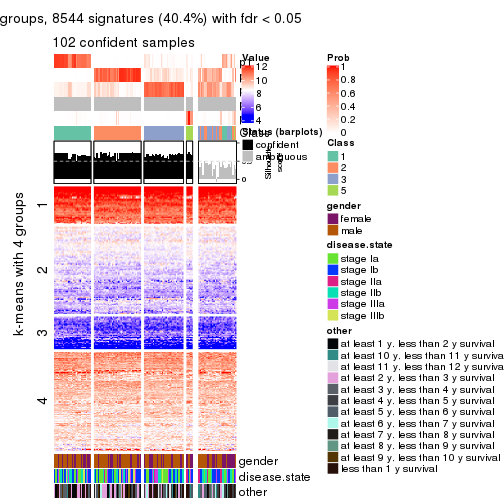 groups, 8544 signatures (40.4%) with fdr < 0.05
102 confident samples
Value
12
10
8
6
4
Prob
1
0.8
0.6
0.4
0.2
0
Status (barplots)
confident
ambiguous
0
Silhouette
score
Class
1
2
3
5
gender
female
male
disease.state
stage Ia
stage Ib
stage IIa
stage IIb
stage IIIa
stage IIIb
other
at least 1 y. less than 2 y survival
at least 10 y. less than 11 y surviva
at least 11 y. less than 12 y surviva
at least 2 y. less than 3 y survival
at least 3 y. less than 4 y survival
at least 4 y. less than 5 y survival
at least 5 y. less than 6 y survival
at least 6 y. less than 7 y survival
at least 7 y. less than 8 y survival
at least 8 y. less than 9 y survival
at least 9 y. less than 10 y survival
less than 1 y survival
k-means with 4 groups
1
2
3
4
gender
disease.state
other